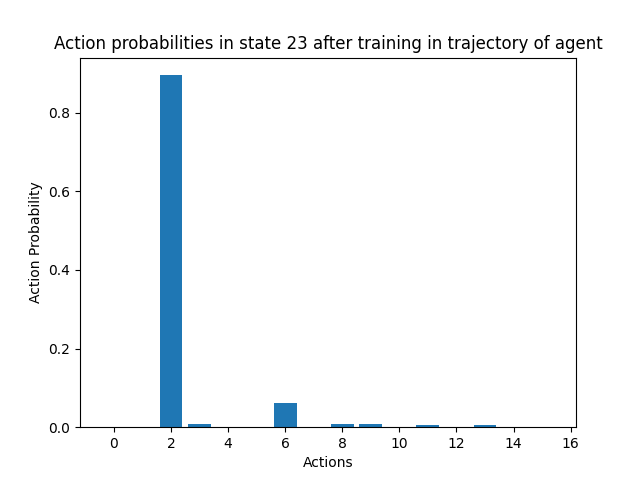 Action probabilities in state 23 after training in trajectory of agent
0.8
0.6
0.4
0.2
0.0
Action Probability
0 2 4 6 8 10 12 14 16
Actions